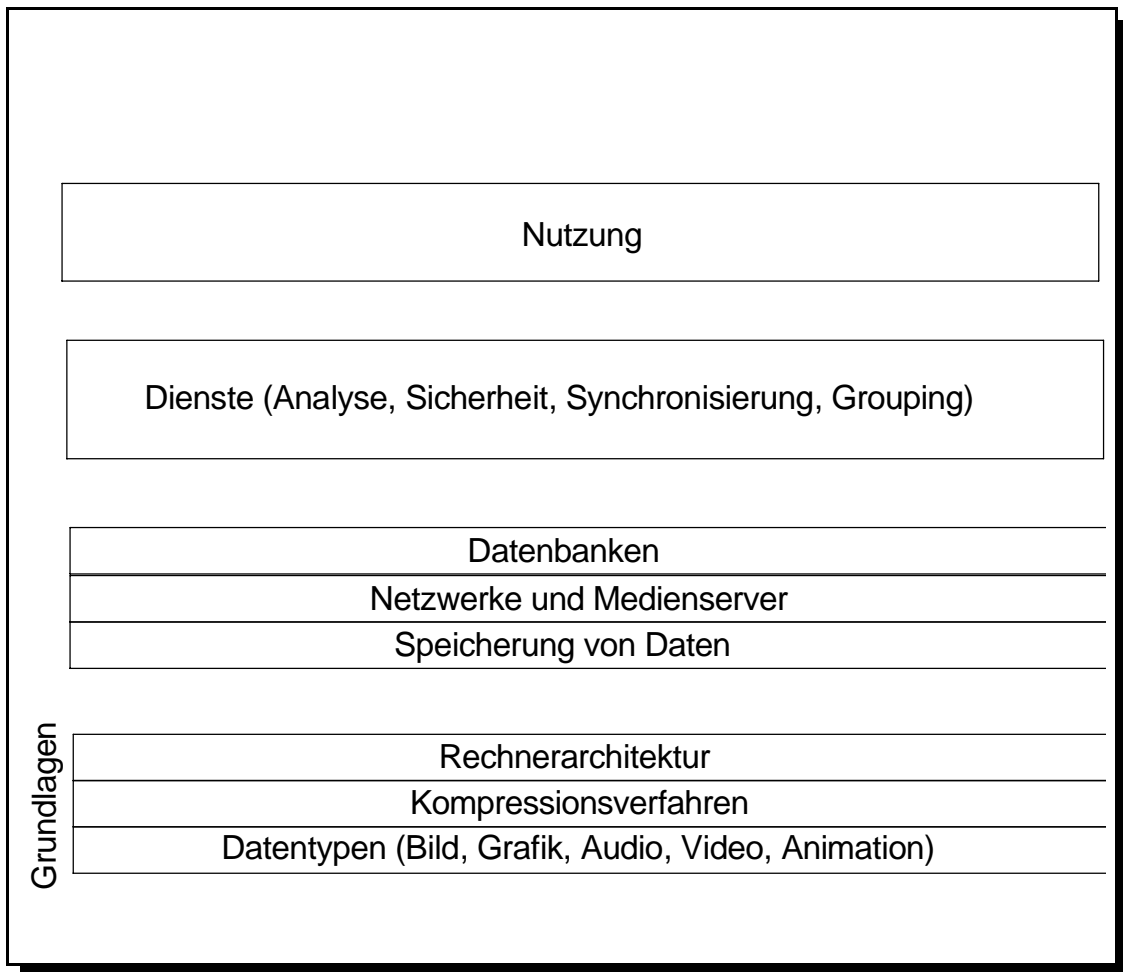 Nutzung
Dienste (Analyse, Sicherheit, Synchronisierung, Grouping)
Datenbanken
Netzwerke und Medienserver
Speicherung von Daten
Grundlagen
Rechnerarchitektur
Kompressionsverfahren
Datentypen (Bild, Grafik, Audio, Video, Animation)